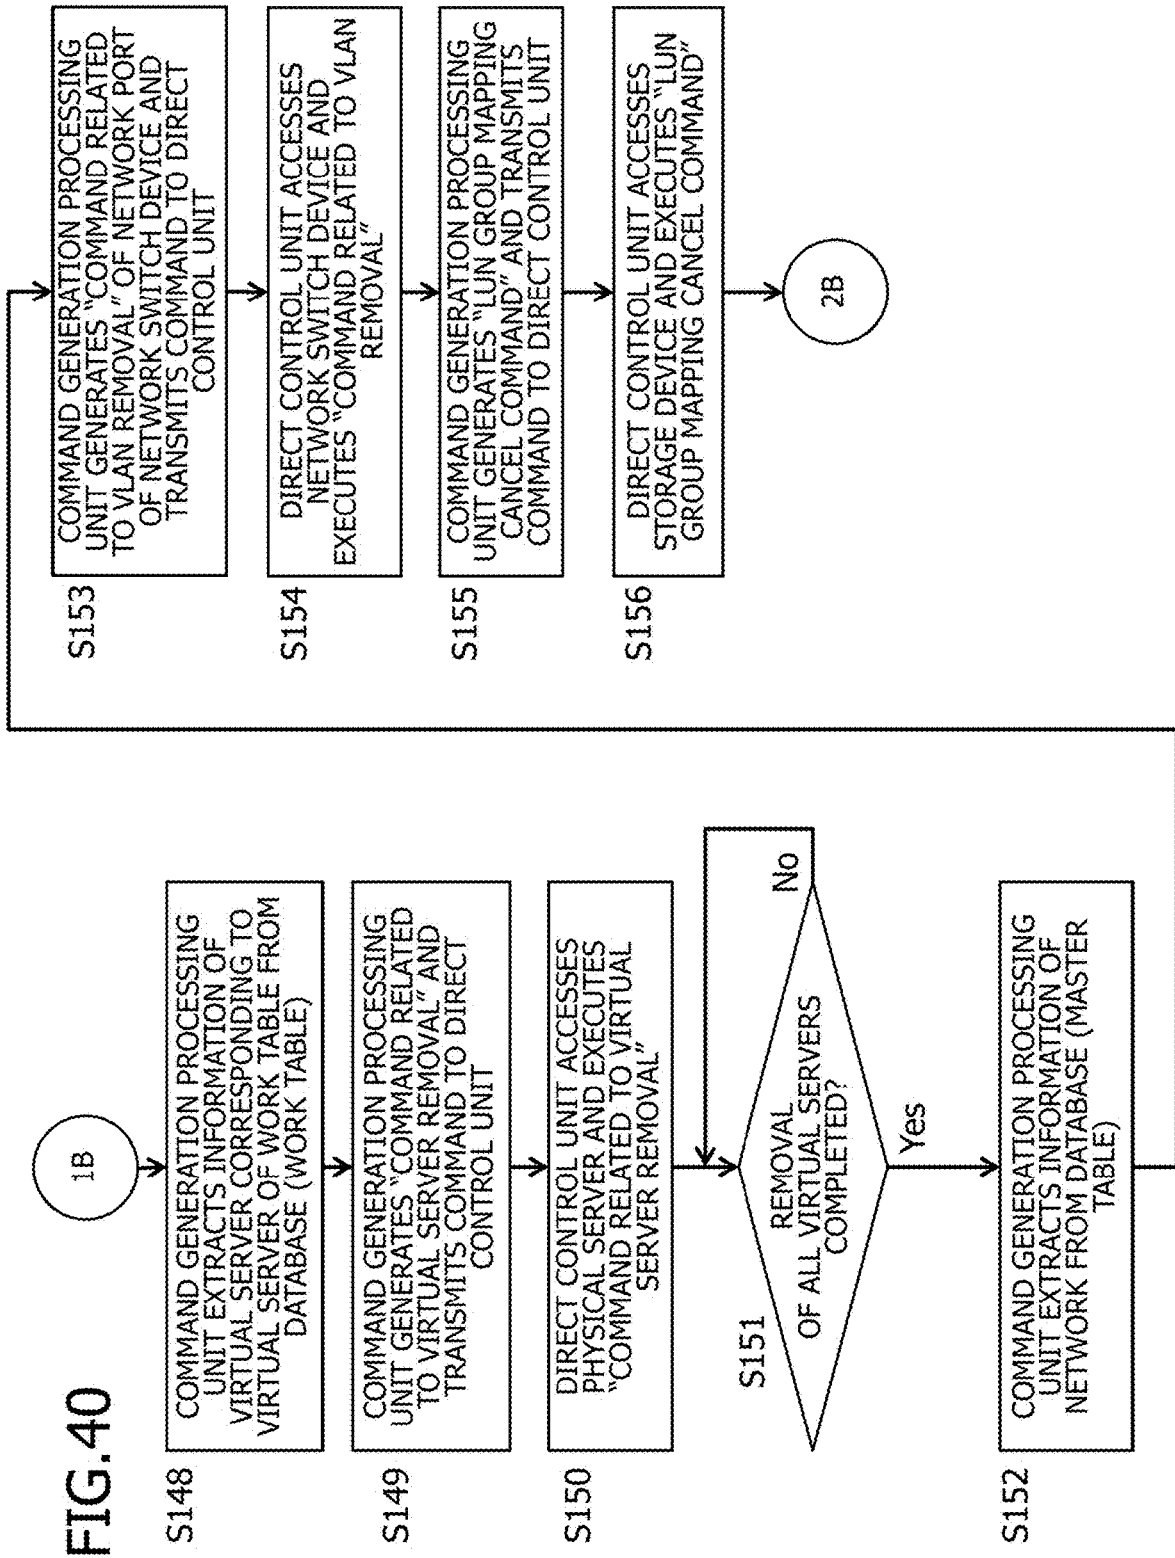 FIG.40
1B
S148
COMMAND GENERATION PROCESSING
UNIT EXTRACTS INFORMATION OF
VIRTUAL SERVER CORRESPONDING TO
VIRTUAL SERVER OF WORK TABLE FROM
DATABASE (WORK TABLE)
S149
COMMAND GENERATION PROCESSING
UNIT GENERATES "COMMAND RELATED
TO VIRTUAL SERVER REMOVAL" AND
TRANSMITS COMMAND TO DIRECT
CONTROL UNIT
S150
DIRECT CONTROL UNIT ACCESSES
PHYSICAL SERVER AND EXECUTES
"COMMAND RELATED TO VIRTUAL
SERVER REMOVAL"
S151
REMOVAL
OF ALL VIRTUAL SERVERS
COMPLETED?
No
Yes
S152
COMMAND GENERATION PROCESSING
UNIT EXTRACTS INFORMATION OF
NETWORK FROM DATABASE (MASTER
TABLE)
S153
COMMAND GENERATION PROCESSING
UNIT GENERATES "COMMAND RELATED
TO VLAN REMOVAL" OF NETWORK PORT
OF NETWORK SWITCH DEVICE AND
TRANSMITS COMMAND TO DIRECT
CONTROL UNIT
S154
DIRECT CONTROL UNIT ACCESSES
NETWORK SWITCH DEVICE AND
EXECUTES "COMMAND RELATED TO VLAN
REMOVAL"
S155
COMMAND GENERATION PROCESSING
UNIT GENERATES "LUN GROUP MAPPING
CANCEL COMMAND" AND TRANSMITS
COMMAND TO DIRECT CONTROL UNIT
S156
DIRECT CONTROL UNIT ACCESSES
STORAGE DEVICE AND EXECUTES "LUN
GROUP MAPPING CANCEL COMMAND"
2B